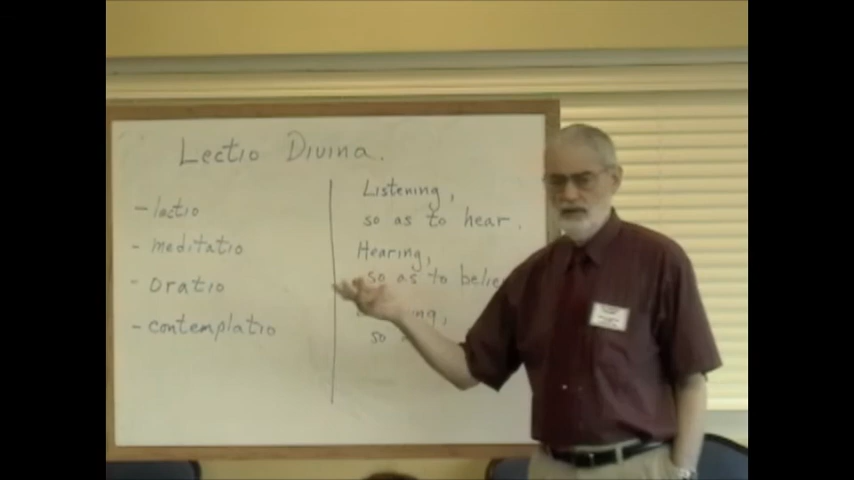 Lectio Divina.
- lectio
- meditatio
- Oratio
- contemplatio
Listening,
so as to hear.
Hearing,
so as to belie
so